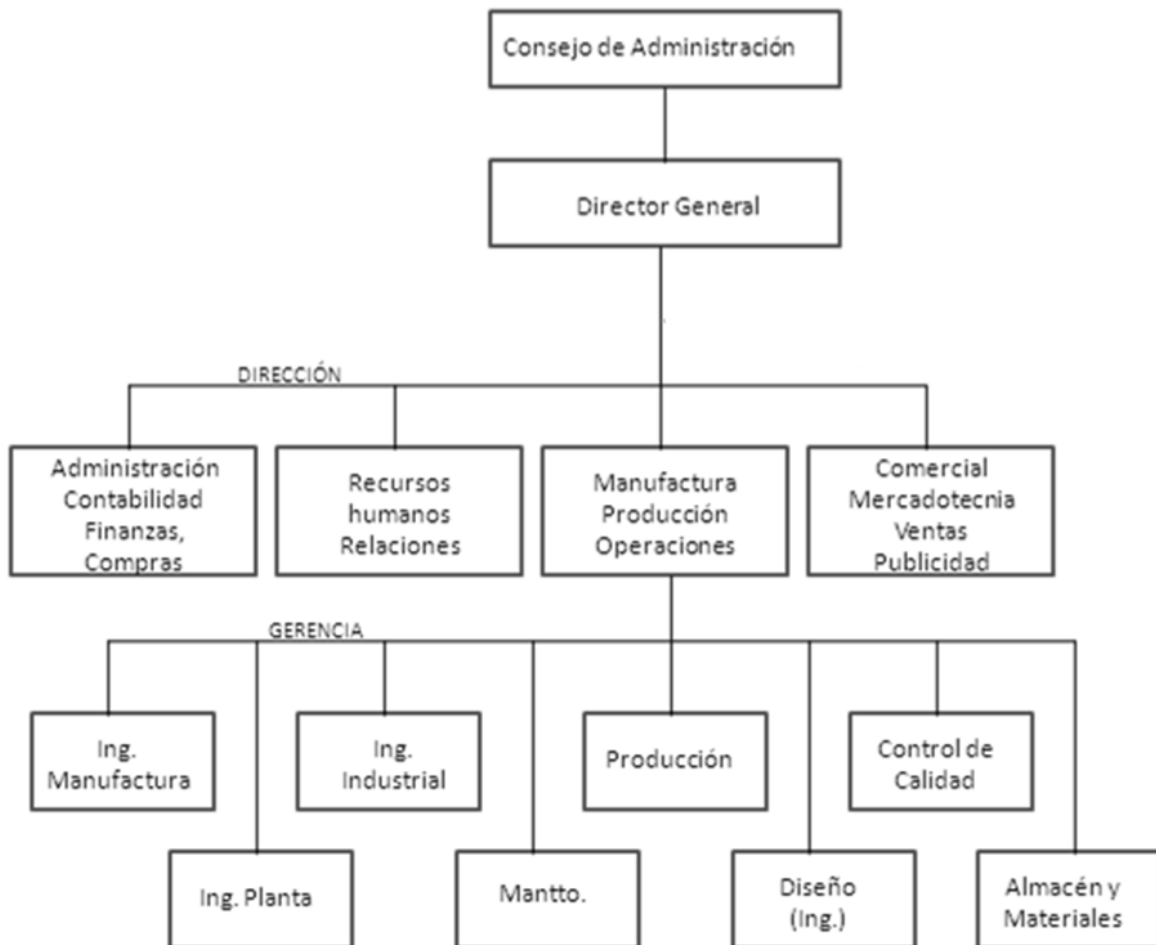 Consejo de Administración
Director General
DIRECCIÓN
Administración
Contabilidad
Finanzas,
Compras
Recursos
humanos
Relaciones
Manufactura
Producción
Operaciones
Comercial
Mercadotecnia
Ventas
Publicidad
GERENCIA
Ing.
Manufactura
Ing.
Industrial
Producción
Control de
Calidad
Ing. Planta
Mantto.
Diseño
(Ing.)
Almacén y
Materiales